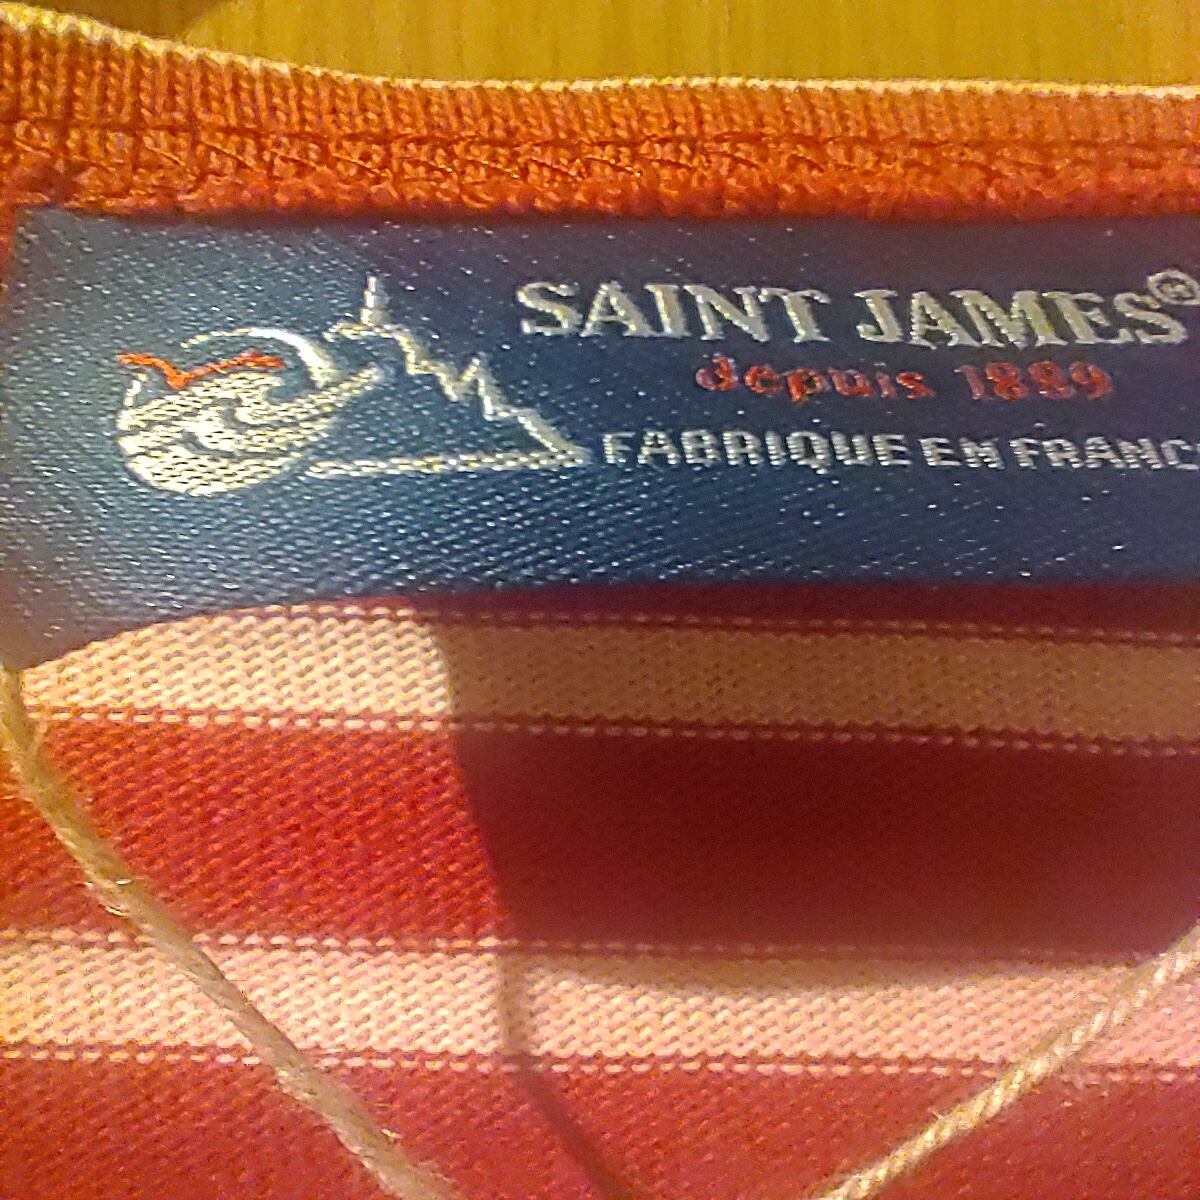 SAINT JAMES®
depuis 1889
FABRIQUE EN FRANC